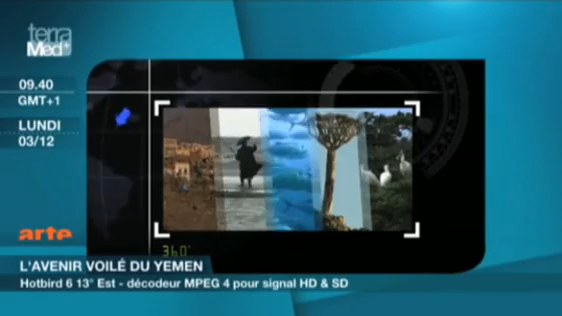 terra
Med+
09.40
GMT+1
LUNDI
03/12
arte
360°
L'AVENIR VOILÉ DU YEMEN
Hotbird 6 13° Est - décodeur MPEG 4 pour signal HD & SD